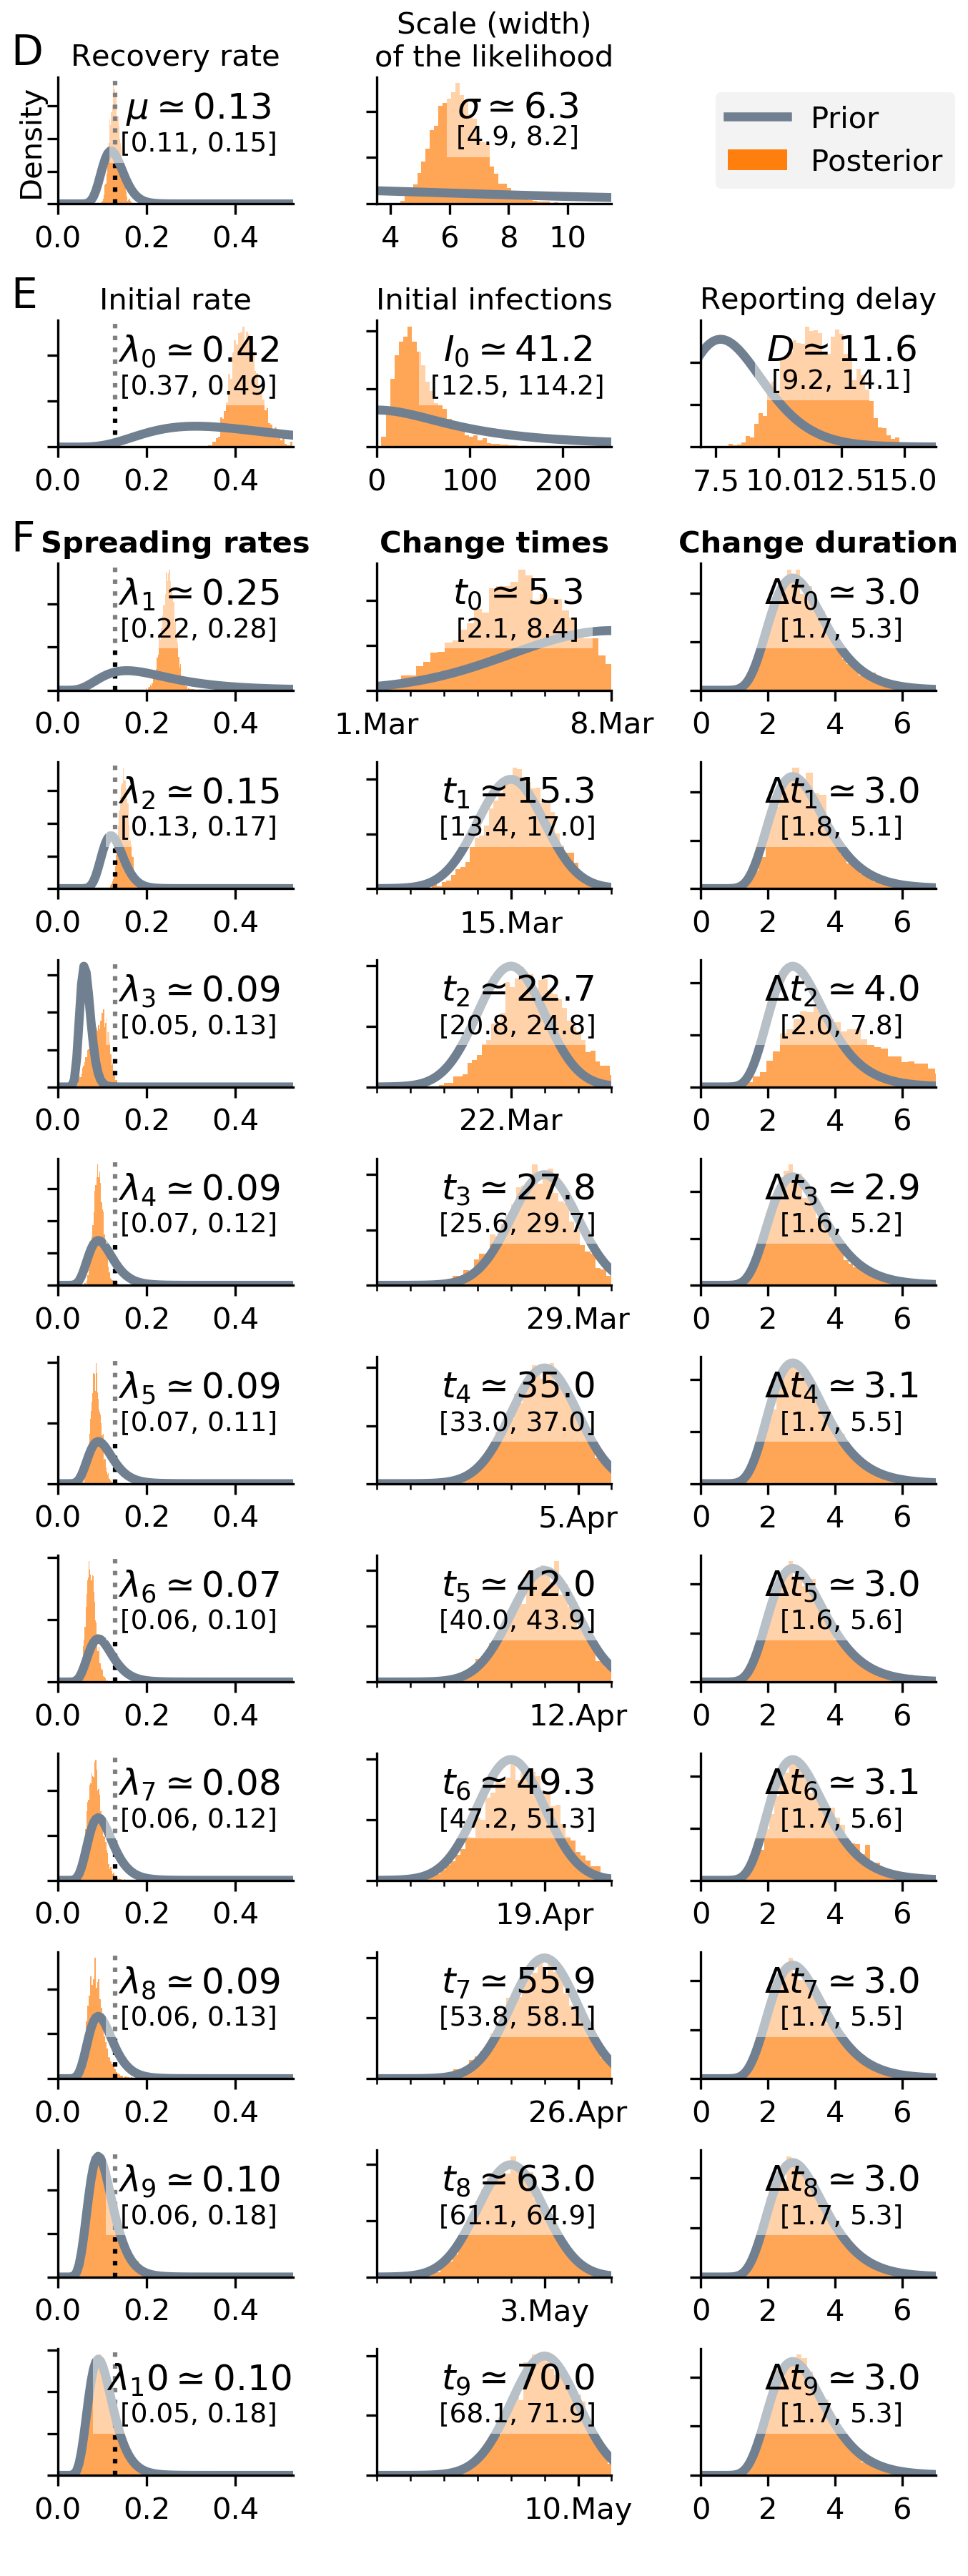 D
Recovery rate
Scale (width)
of the likelihood
Density
μ ≃ 0.13
[0.11, 0.15]
0.0 0.2 0.4
σ ≃ 6.3
[4.9, 8.2]
4 6 8 10
Prior
Posterior
E
Initial rate
λ0 ≃ 0.42
[0.37, 0.49]
0.0 0.2 0.4
Initial infections
I0 ≃ 41.2
[12.5, 114.2]
0 100 200
Reporting delay
D ≃ 11.6
[9.2, 14.1]
7.5 10.0 12.5 15.0
F
Spreading rates
Change times
Change duration
λ1 ≃ 0.25
[0.22, 0.28]
0.0 0.2 0.4
t0 ≃ 5.3
[2.1, 8.4]
1.Mar 8.Mar
Δt0 ≃ 3.0
[1.7, 5.3]
0 2 4 6
λ2 ≃ 0.15
[0.13, 0.17]
0.0 0.2 0.4
t1 ≃ 15.3
[13.4, 17.0]
15.Mar
Δt1 ≃ 3.0
[1.8, 5.1]
0 2 4 6
λ3 ≃ 0.09
[0.05, 0.13]
0.0 0.2 0.4
t2 ≃ 22.7
[20.8, 24.8]
22.Mar
Δt2 ≃ 4.0
[2.0, 7.8]
0 2 4 6
λ4 ≃ 0.09
[0.07, 0.12]
0.0 0.2 0.4
t3 ≃ 27.8
[25.6, 29.7]
29.Mar
Δt3 ≃ 2.9
[1.6, 5.2]
0 2 4 6
λ5 ≃ 0.09
[0.07, 0.11]
0.0 0.2 0.4
t4 ≃ 35.0
[33.0, 37.0]
5.Apr
Δt4 ≃ 3.1
[1.7, 5.5]
0 2 4 6
λ6 ≃ 0.07
[0.06, 0.10]
0.0 0.2 0.4
t5 ≃ 42.0
[40.0, 43.9]
12.Apr
Δt5 ≃ 3.0
[1.6, 5.6]
0 2 4 6
λ7 ≃ 0.08
[0.06, 0.12]
0.0 0.2 0.4
t6 ≃ 49.3
[47.2, 51.3]
19.Apr
Δt6 ≃ 3.1
[1.7, 5.6]
0 2 4 6
λ8 ≃ 0.09
[0.06, 0.13]
0.0 0.2 0.4
t7 ≃ 55.9
[53.8, 58.1]
26.Apr
Δt7 ≃ 3.0
[1.7, 5.5]
0 2 4 6
λ9 ≃ 0.10
[0.06, 0.18]
0.0 0.2 0.4
t8 ≃ 63.0
[61.1, 64.9]
3.May
Δt8 ≃ 3.0
[1.7, 5.3]
0 2 4 6
λ10 ≃ 0.10
[0.05, 0.18]
0.0 0.2 0.4
t9 ≃ 70.0
[68.1, 71.9]
10.May
Δt9 ≃ 3.0
[1.7, 5.3]
0 2 4 6